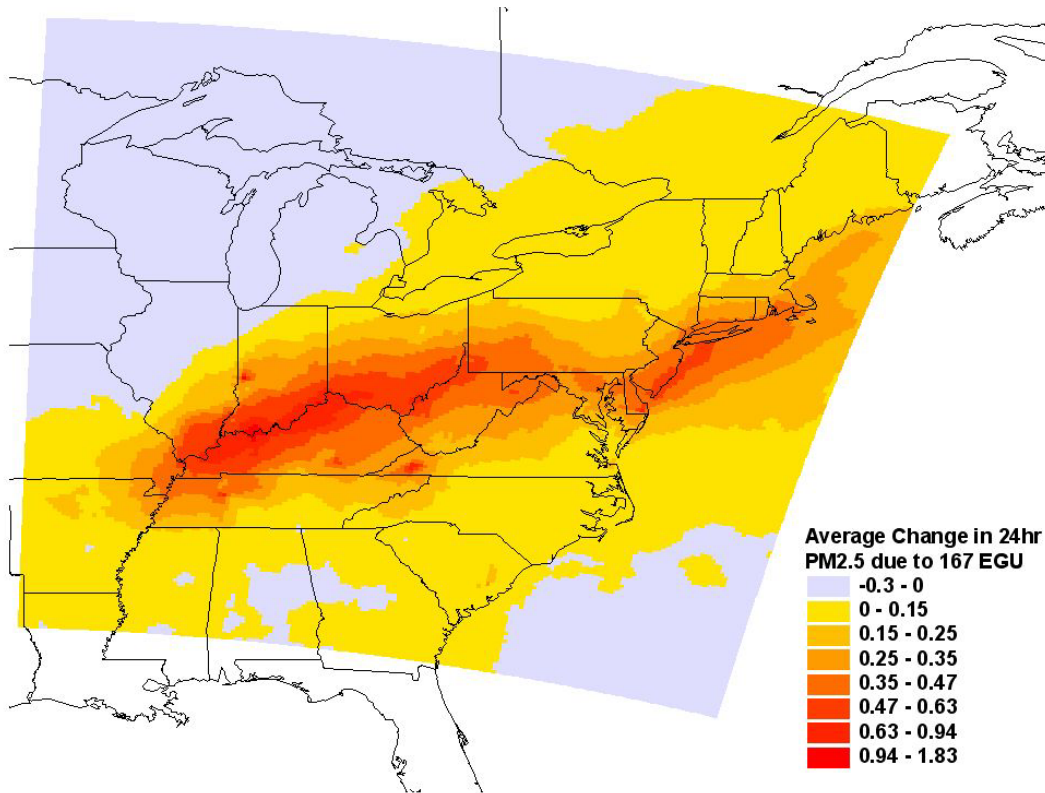 Average Change in 24hr
PM2.5 due to 167 EGU
-0.3 - 0
0 - 0.15
0.15 - 0.25
0.25 - 0.35
0.35 - 0.47
0.47 - 0.63
0.63 - 0.94
0.94 - 1.83